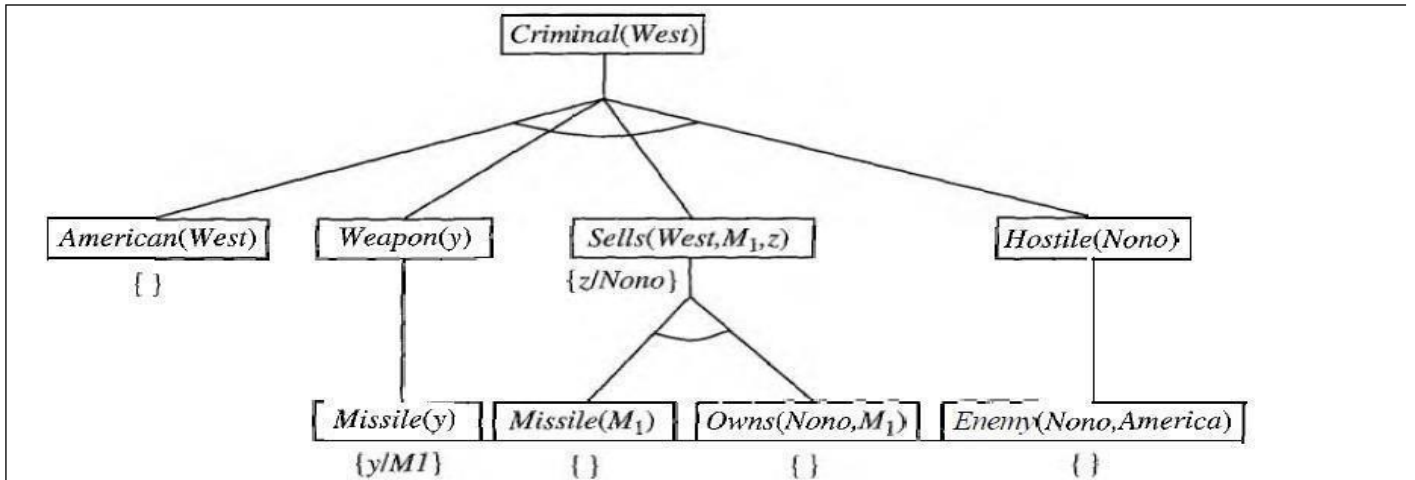 Criminal(West)
American(West) Weapon(y) Sells(West,M₁,z) Hostile(Nono)
{ } {z/Nono}
Missile(y) Missile(M₁) Owns(Nono,M₁) Enemy(Nono,America)
{y/M1} { } { } { }